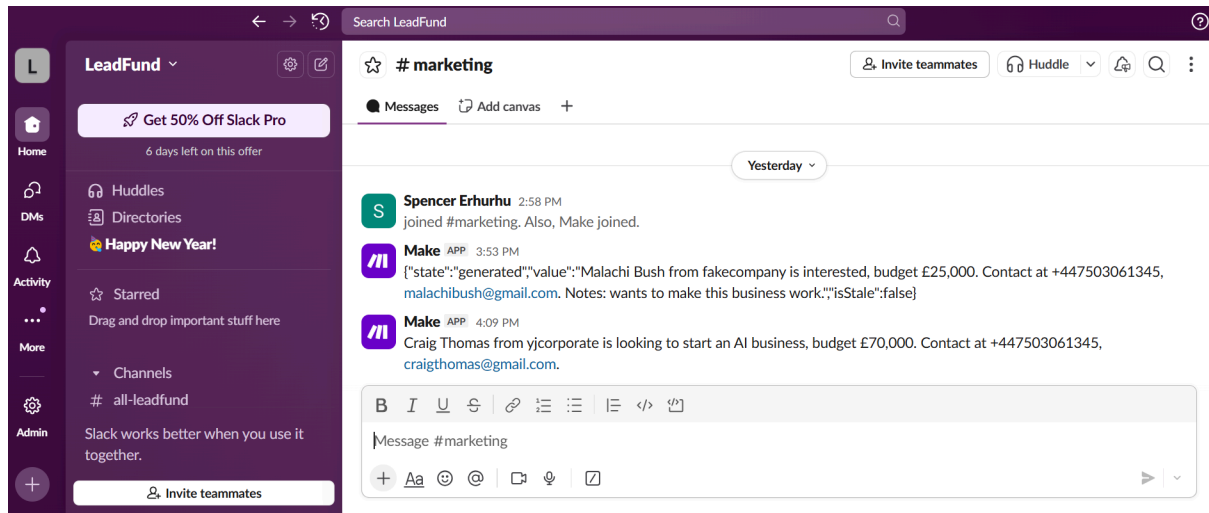 Search LeadFund
L
LeadFund
# marketing
Invite teammates
Huddle
Messages
Add canvas
Get 50% Off Slack Pro
6 days left on this offer
Home
DMs
Activity
More
Admin
Huddles
Directories
Happy New Year!
Starred
Drag and drop important stuff here
Channels
# all-leadfund
Slack works better when you use it
together.
Invite teammates
Yesterday
S
Spencer Erhurhu 2:58 PM
joined #marketing. Also, Make joined.
Make APP 3:53 PM
{"state":"generated","value":"Malachi Bush from fakecompany is interested, budget £25,000. Contact at +447503061345,
malachibush@gmail.com. Notes: wants to make this business work.","isStale":false}
Make APP 4:09 PM
Craig Thomas from yjcorporate is looking to start an AI business, budget £70,000. Contact at +447503061345,
craigthomas@gmail.com.
B I U S
Message #marketing
Aa